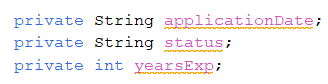 private String applicationDate;
private String status;
private int yearsExp;